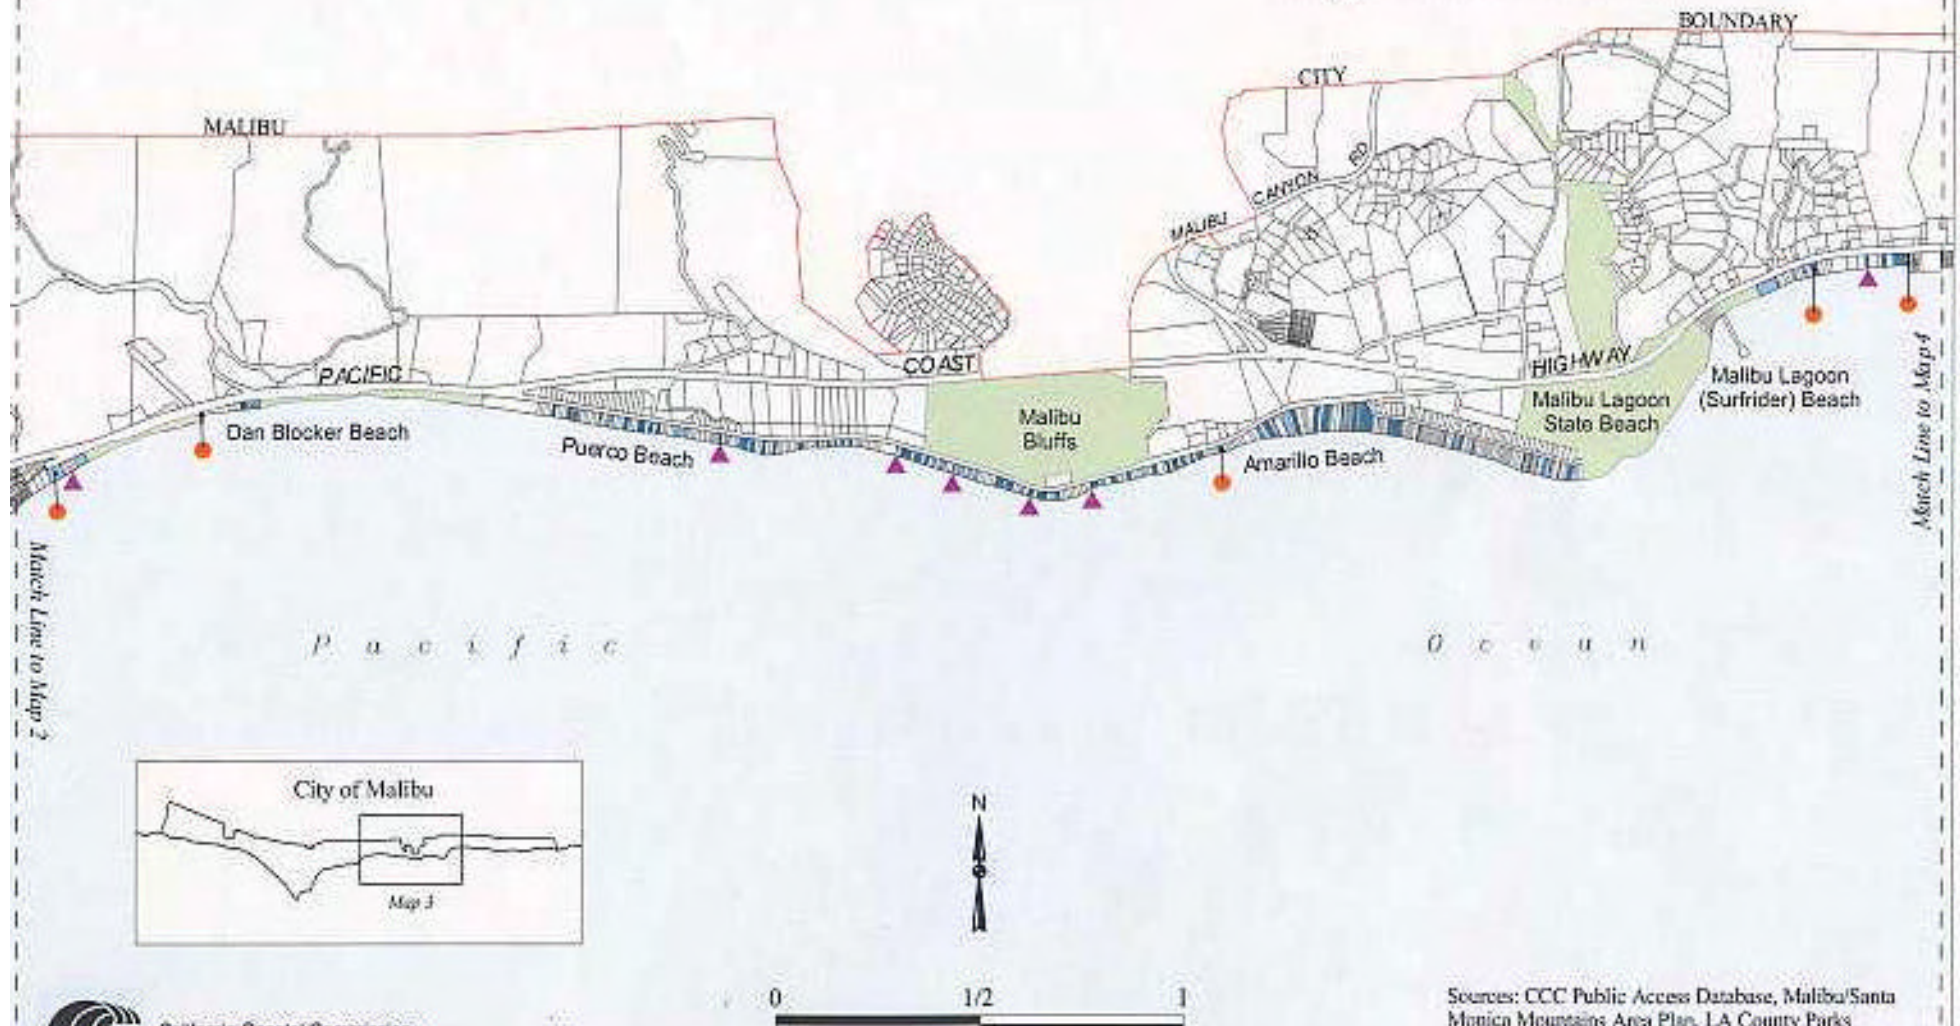 BOUNDARY
CITY
MALIBU
MALIBU CANYON RD
PACIFIC
COAST
HIGHWAY
Malibu Lagoon
(Surfrider) Beach
Malibu Lagoon
State Beach
Malibu
Bluffs
Dan Blocker Beach
Puerco Beach
Amarillo Beach
Match Line to Map 4
Match Line to Map 2
Pacific
Ocean
City of Malibu
Map 3
N
0
1/2
1
Sources: CCC Public Access Database, Malibu/Santa
Monica Mountains Area Plan, LA County Parks